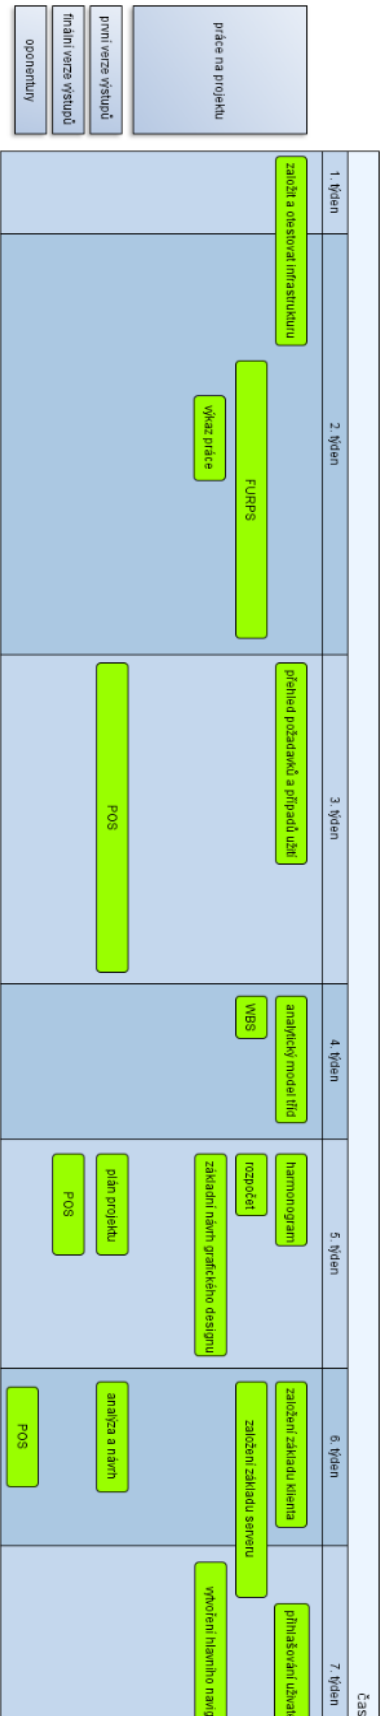 čas
1. týden
2. týden
3. týden
4. týden
5. týden
6. týden
7. týden
práce na projektu
založit a otestovat infrastrukturu
přehled požadavků a případů užití
analytický model tříd
harmonogram
založení základu klienta
přihlašování uživate
FURPS
WBS
rozpočet
založení základu serveru
výkaz práce
základní návrh grafického designu
vytvoření hlavního navig
první verze výstupů
POS
plán projektu
analýza a návrh
finální verze výstupů
POS
oponentury
POS